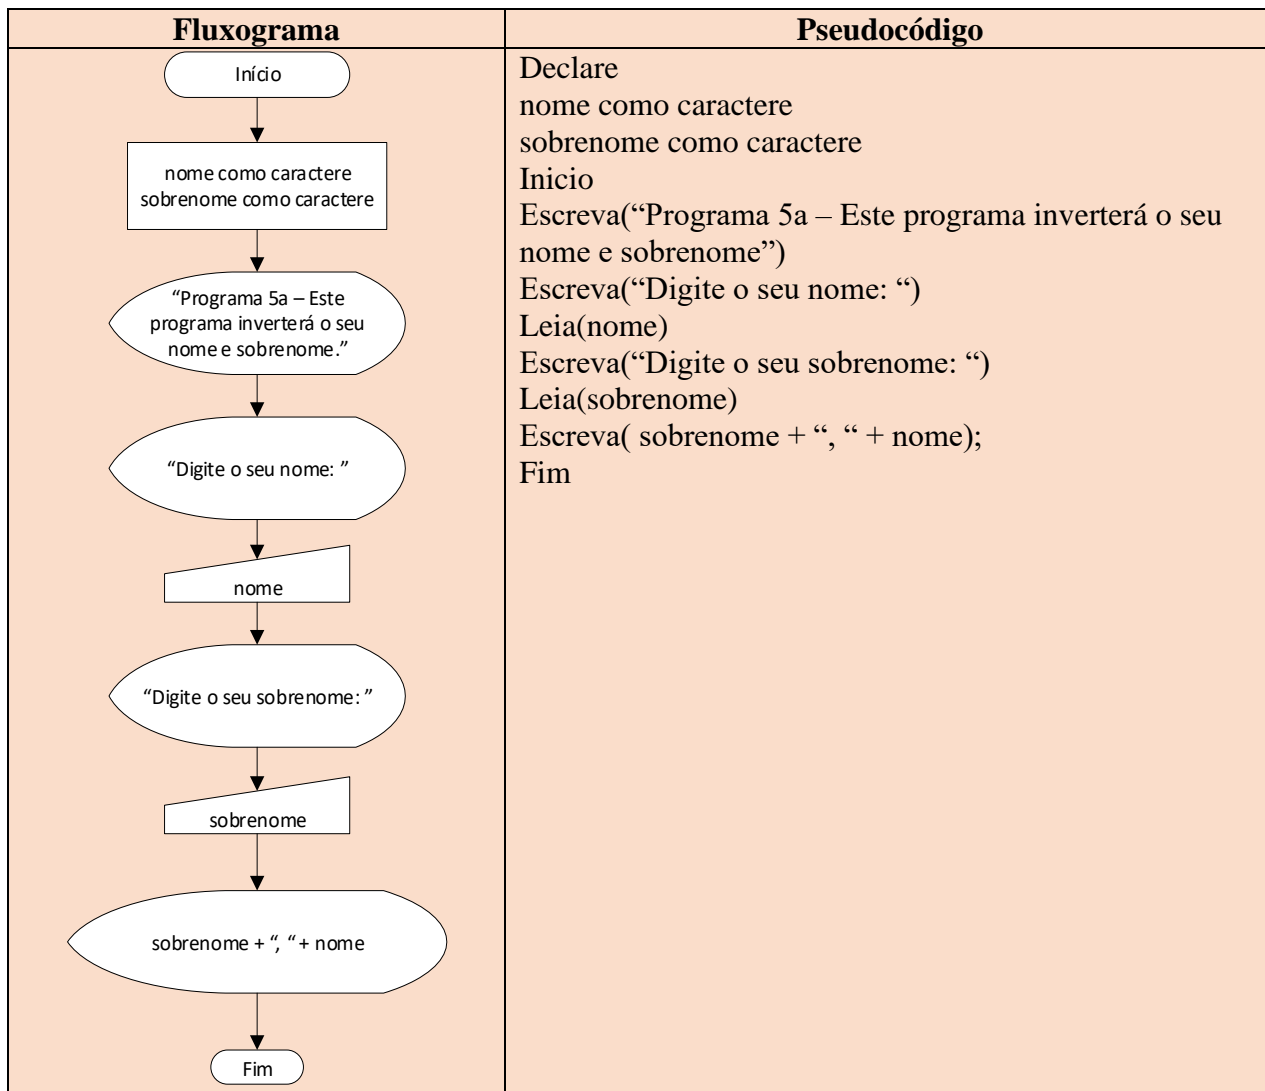 Fluxograma
Pseudocódigo
Início
nome como caractere
sobrenome como caractere
“Programa 5a – Este
programa inverterá o seu
nome e sobrenome.”
“Digite o seu nome: ”
nome
“Digite o seu sobrenome: ”
sobrenome
sobrenome + “, “ + nome
Fim
Declare
nome como caractere
sobrenome como caractere
Inicio
Escreva(“Programa 5a – Este programa inverterá o seu
nome e sobrenome”)
Escreva(“Digite o seu nome: “)
Leia(nome)
Escreva(“Digite o seu sobrenome: “)
Leia(sobrenome)
Escreva( sobrenome + “, “ + nome);
Fim